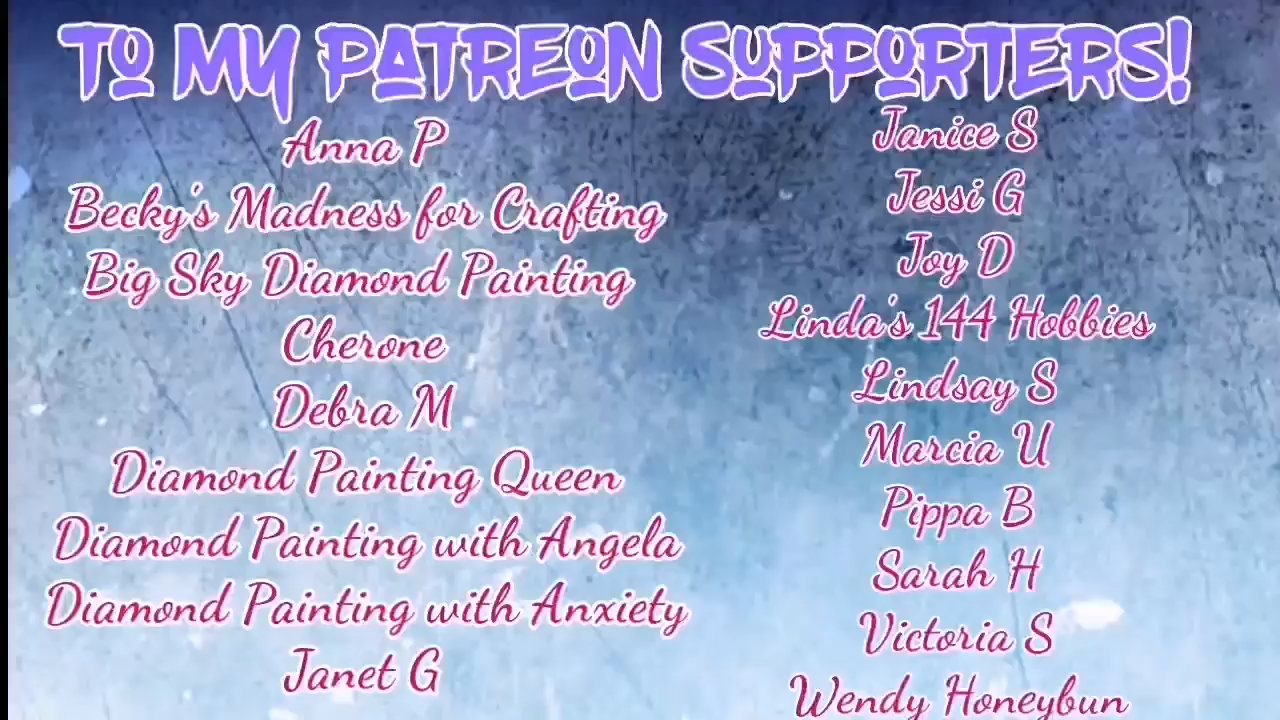 TO MY PATREON SUPPORTERS!
Anna P
Becky's Madness for Crafting
Big Sky Diamond Painting
Cherone
Debra M
Diamond Painting Queen
Diamond Painting with Angela
Diamond Painting with Anxiety
Janet G
Janice S
Jessi G
Joy D
Linda's 144 Hobbies
Lindsay S
Marcia U
Pippa B
Sarah H
Victoria S
Wendy Honeybun